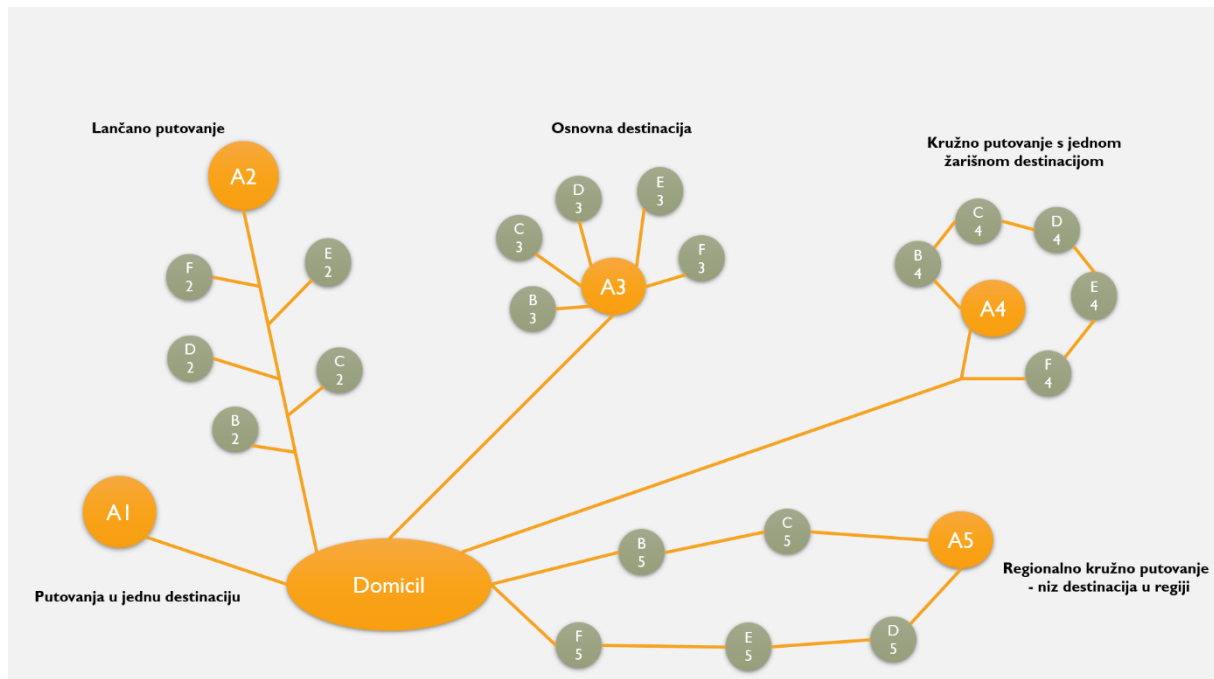 Lančano putovanje
A2
F
2
E
2
D
2
C
2
B
2
Osnovna destinacija
D
3
E
3
C
3
F
3
B
3
A3
Kružno putovanje s jednom
žarišnom destinacijom
C
4
D
4
B
4
E
4
A4
F
4
A1
Putovanja u jednu destinaciju
Domicil
B
5
C
5
A5
F
5
E
5
D
5
Regionalno kružno putovanje
- niz destinacija u regiji